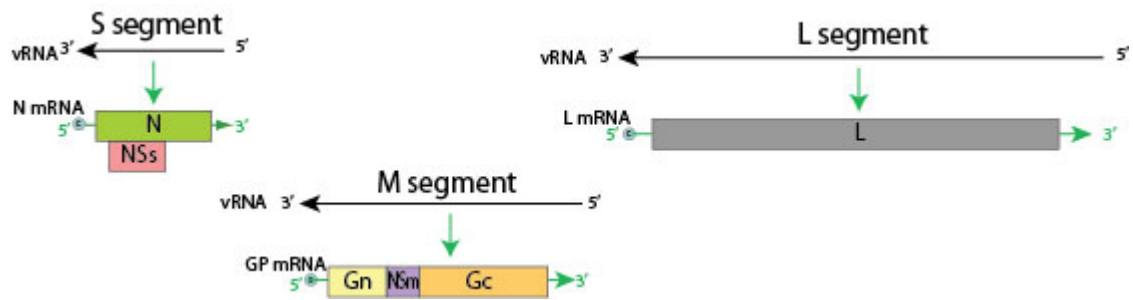 S segment
vRNA 3′ 5′
N mRNA
5′ c N 3′
NSs
L segment
vRNA 3′ 5′
L mRNA
5′ c L 3′
M segment
vRNA 3′ 5′
GP mRNA
5′ c Gn NSm Gc 3′